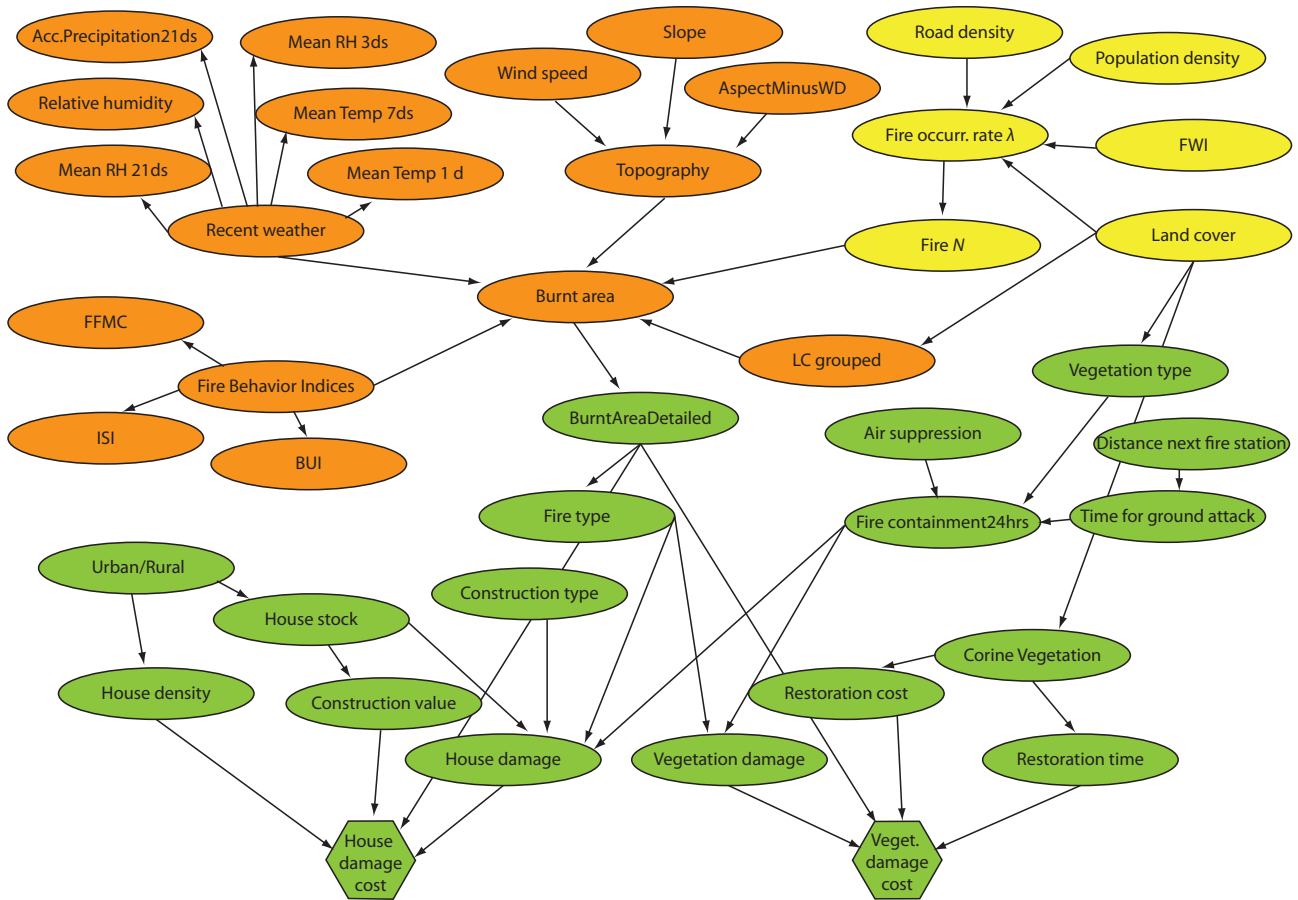 Acc.Precipitation21ds
Mean RH 3ds
Slope
Road density
Population density
Wind speed
AspectMinusWD
Relative humidity
Mean Temp 7ds
Fire occurr. rate λ
FWI
Mean RH 21ds
Mean Temp 1 d
Topography
Recent weather
Fire N
Land cover
Burnt area
FFMC
LC grouped
Vegetation type
Fire Behavior Indices
BurntAreaDetailed
Air suppression
Distance next fire station
ISI
BUI
Fire type
Fire containment24hrs
Time for ground attack
Urban/Rural
Construction type
House stock
Corine Vegetation
House density
Construction value
Restoration cost
House damage
Vegetation damage
Restoration time
House
damage
cost
Veget.
damage
cost